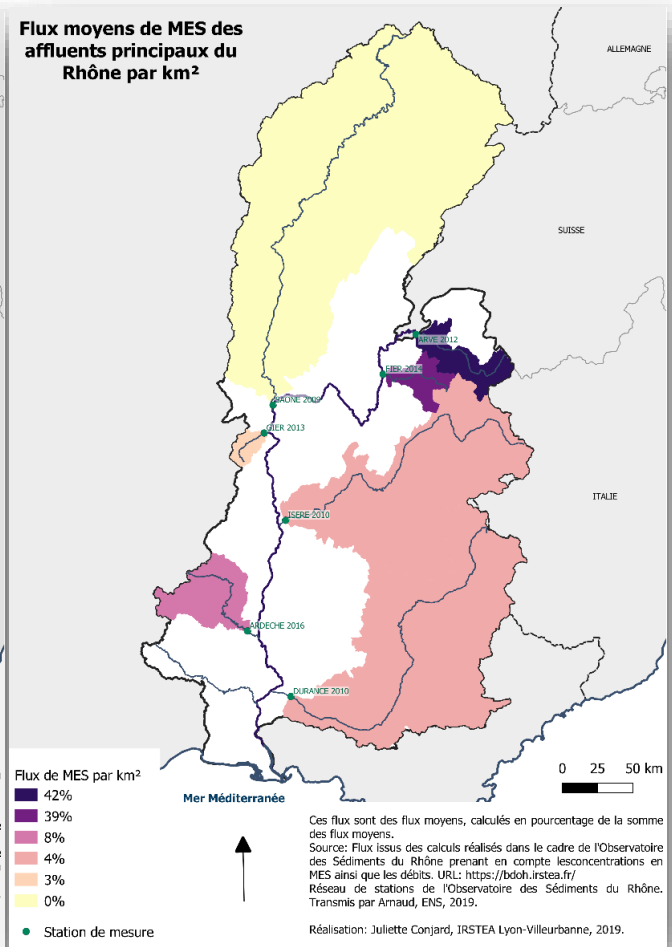 Flux moyens de MES des
affluents principaux du
Rhône par km²
ALLEMAGNE
SUISSE
ARVE 2012
FIER 2014
SAONE 2009
GIER 2013
ITALIE
ISERE 2010
ARDECHE 2016
DURANCE 2010
Flux de MES par km²
42%
39%
8%
4%
3%
0%
Station de mesure
Mer Méditerranée
0 25 50 km
Ces flux sont des flux moyens, calculés en pourcentage de la somme
des flux moyens.
Source: Flux issus des calculs réalisés dans le cadre de l'Observatoire
des Sédiments du Rhône prenant en compte lesconcentrations en
MES ainsi que les débits. URL: https://bdoh.irstea.fr/
Réseau de stations de l'Observatoire des Sédiments du Rhône.
Transmis par Arnaud, ENS, 2019.
Réalisation: Juliette Conjard, IRSTEA Lyon-Villeurbanne, 2019.